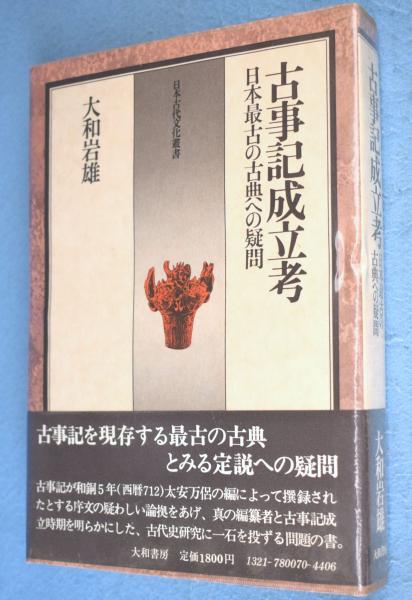 古事記成立考
日本最古の古典への疑問
日本古代文化叢書
大和岩雄
古事記を現存する最古の古典
とみる定説への疑問
古事記が和銅5年(西暦712)太安万侶の編によって撰録され
たとする序文の疑わしい論拠をあげ、真の編纂者と古事記成
立時期を明らかにした、古代史研究に一石を投ずる問題の書。
大和書房 定価1800円 1321-780070-4406
古事記成立考
日本最古の
古典への疑問
大和岩雄
大和書房